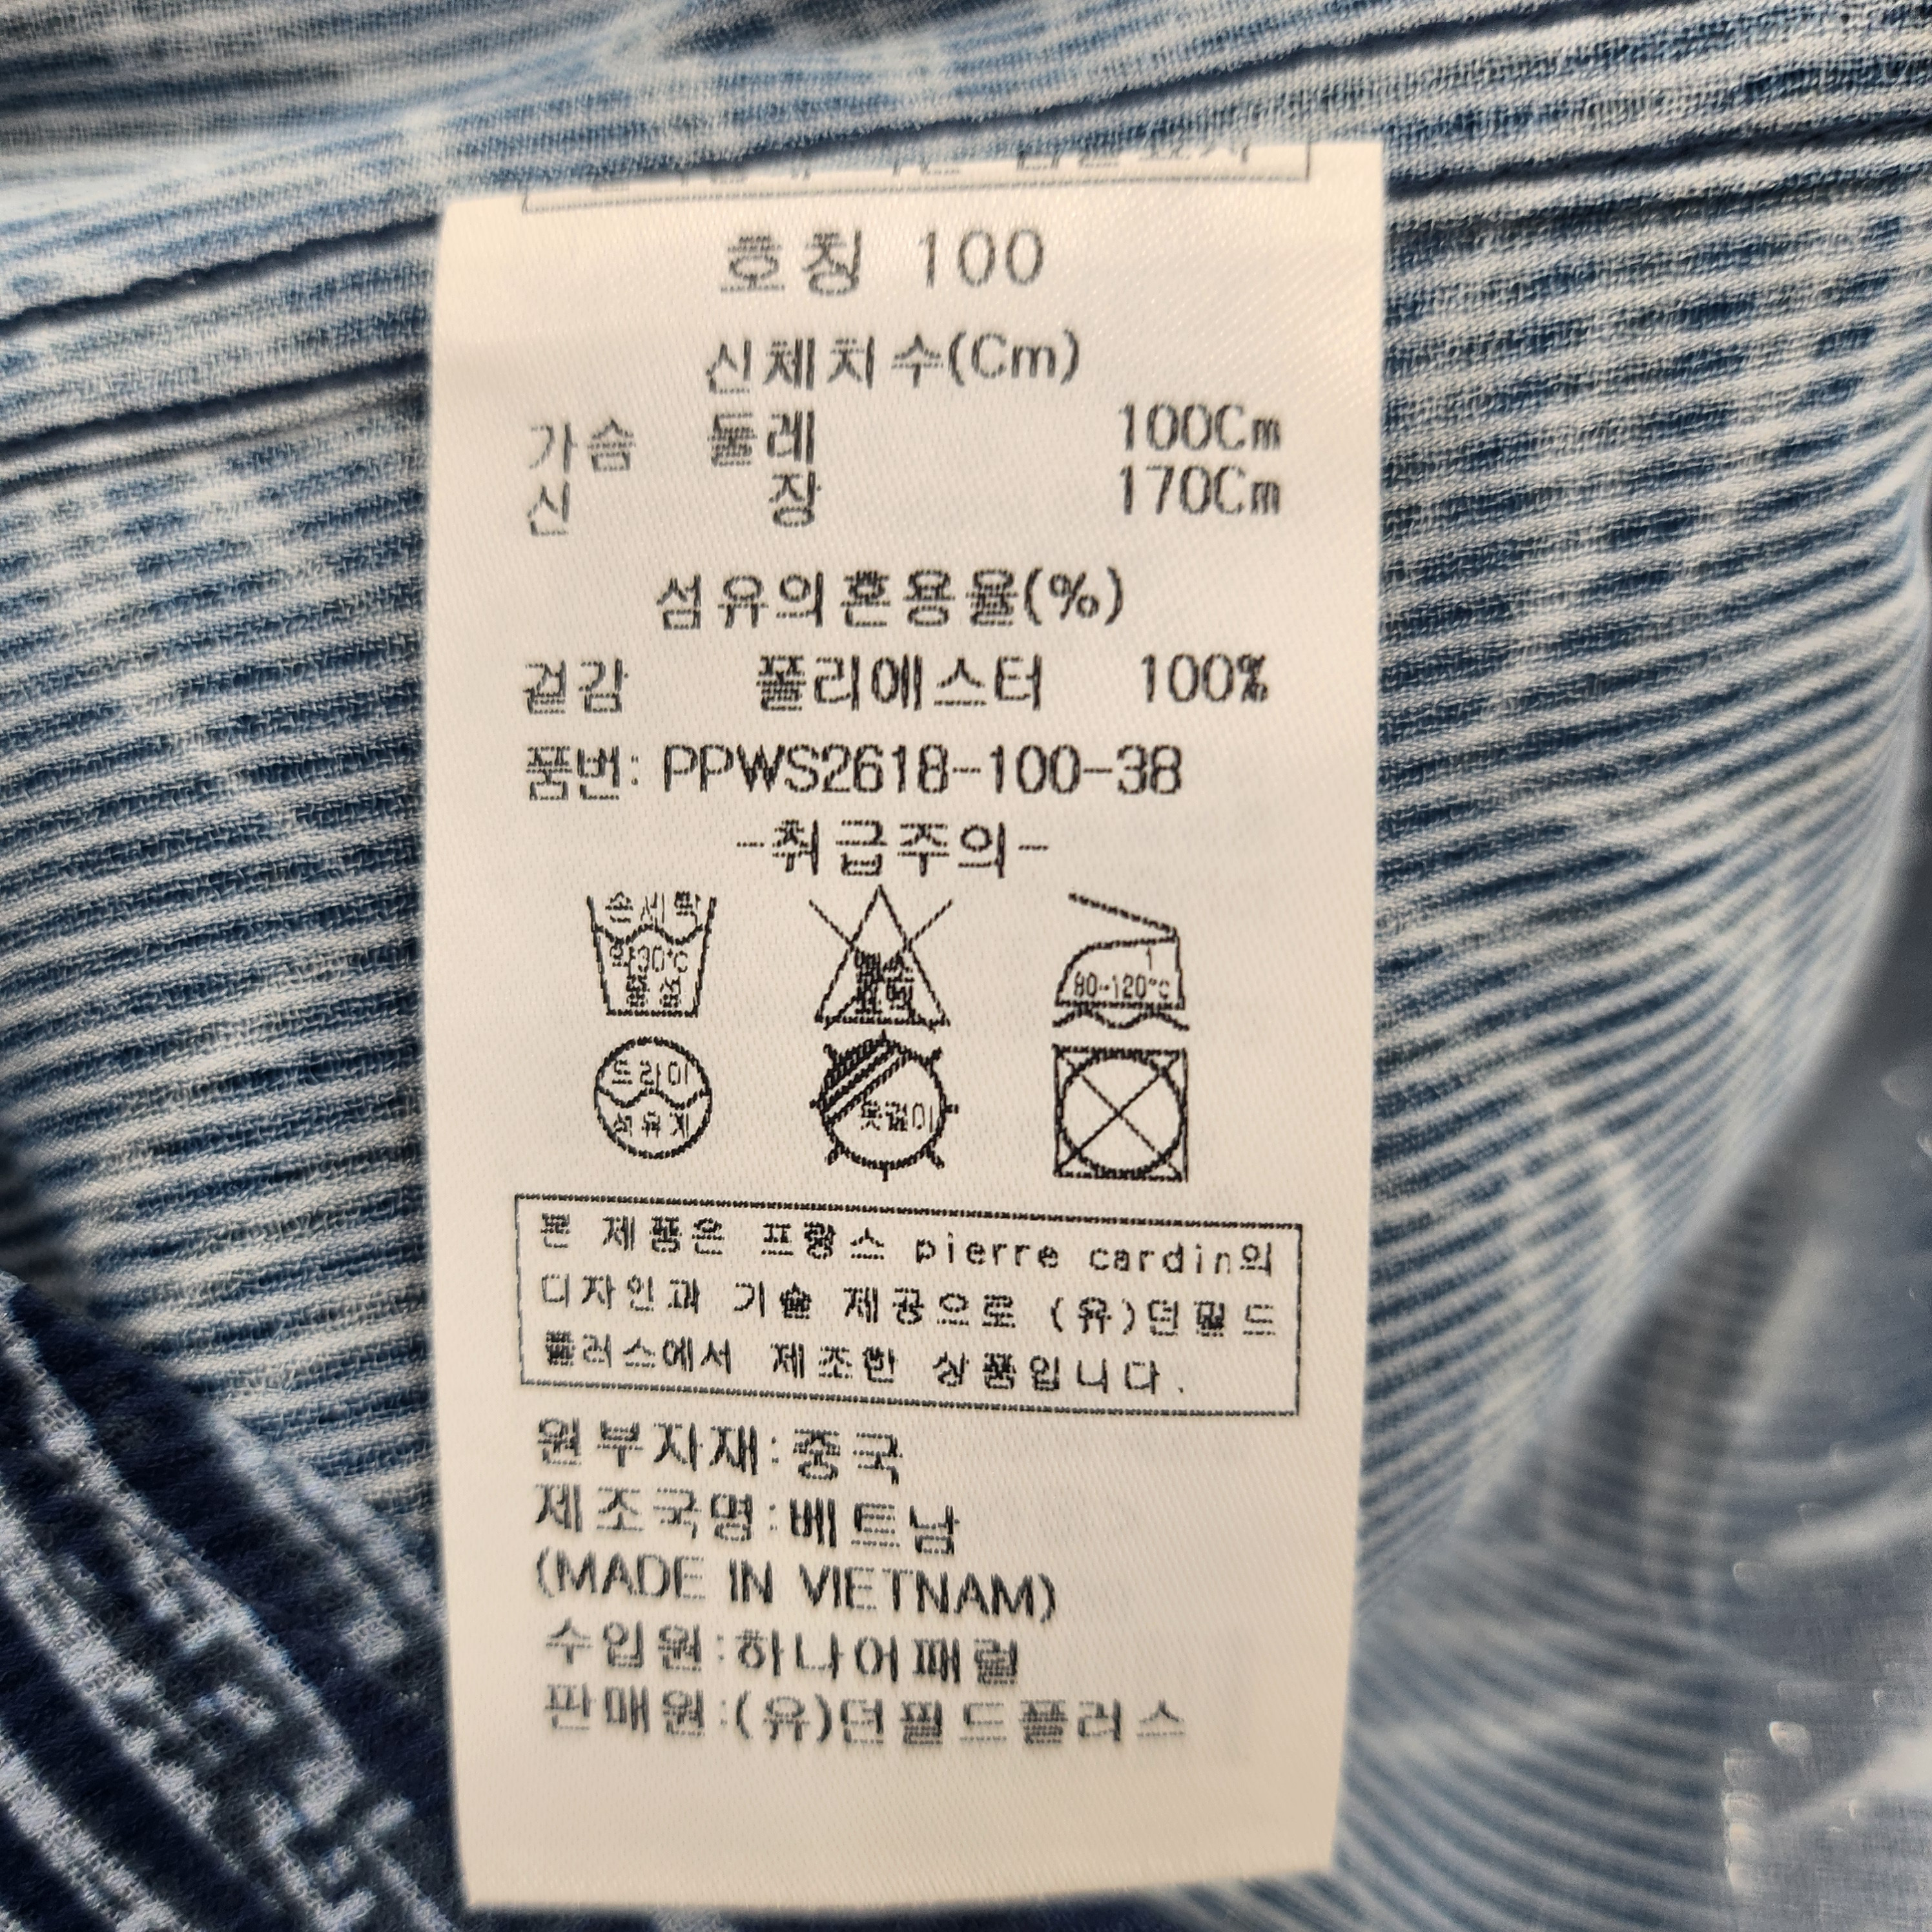 호칭 100
신체치수(Cm)
가슴 둘레 100Cm
신 장 170Cm
섬유의혼용율(%)
겉감 폴리에스터 100%
품번: PPWS2618-100-38
-취급주의-
손세탁
약30℃
중성
80~120℃
드라이
석유계
옷걸이
본 제품은 프랑스 pierre cardin의
디자인과 기술 제공으로 (유)던필드
플러스에서 제조한 상품입니다.
원부자재:중국
제조국명:베트남
(MADE IN VIETNAM)
수입원:하나어패럴
판매원:(유)던필드플러스